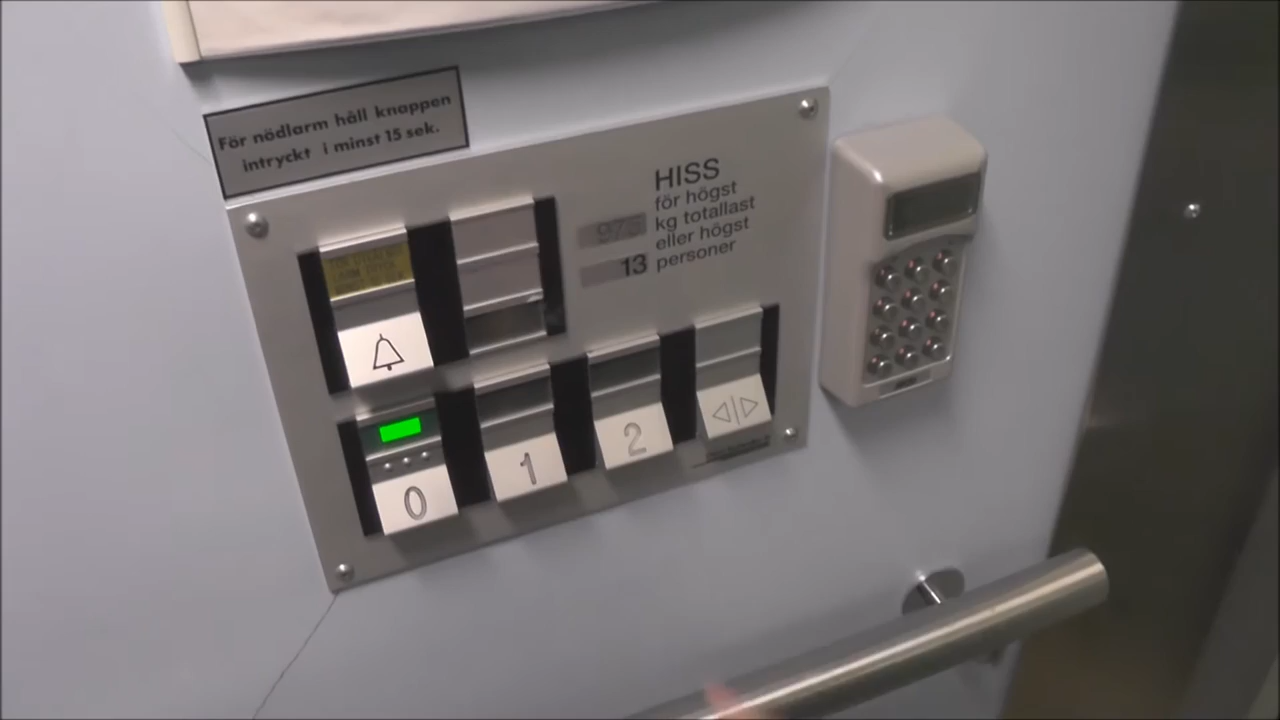 För nödlarm håll knappen
intryckt i minst 15 sek.
HISS
för högst
975 kg totallast
eller högst
13 personer
0
1
2